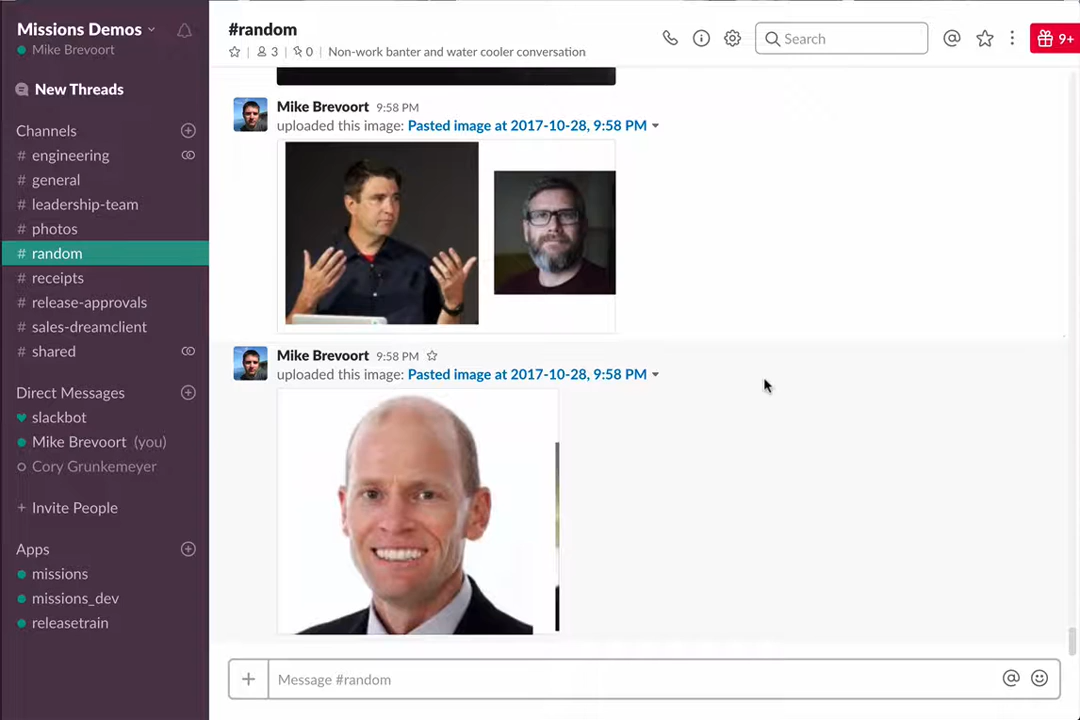 Missions Demos
Mike Brevoort
New Threads
Channels
# engineering
# general
# leadership-team
# photos
# random
# receipts
# release-approvals
# sales-dreamclient
# shared
Direct Messages
slackbot
Mike Brevoort (you)
Cory Grunkemeyer
+ Invite People
Apps
missions
missions_dev
releasetrain
#random
3 | 0 | Non-work banter and water cooler conversation
Search
@
9+
Mike Brevoort 9:58 PM
uploaded this image: Pasted image at 2017-10-28, 9:58 PM
Mike Brevoort 9:58 PM
uploaded this image: Pasted image at 2017-10-28, 9:58 PM
+ Message #random @